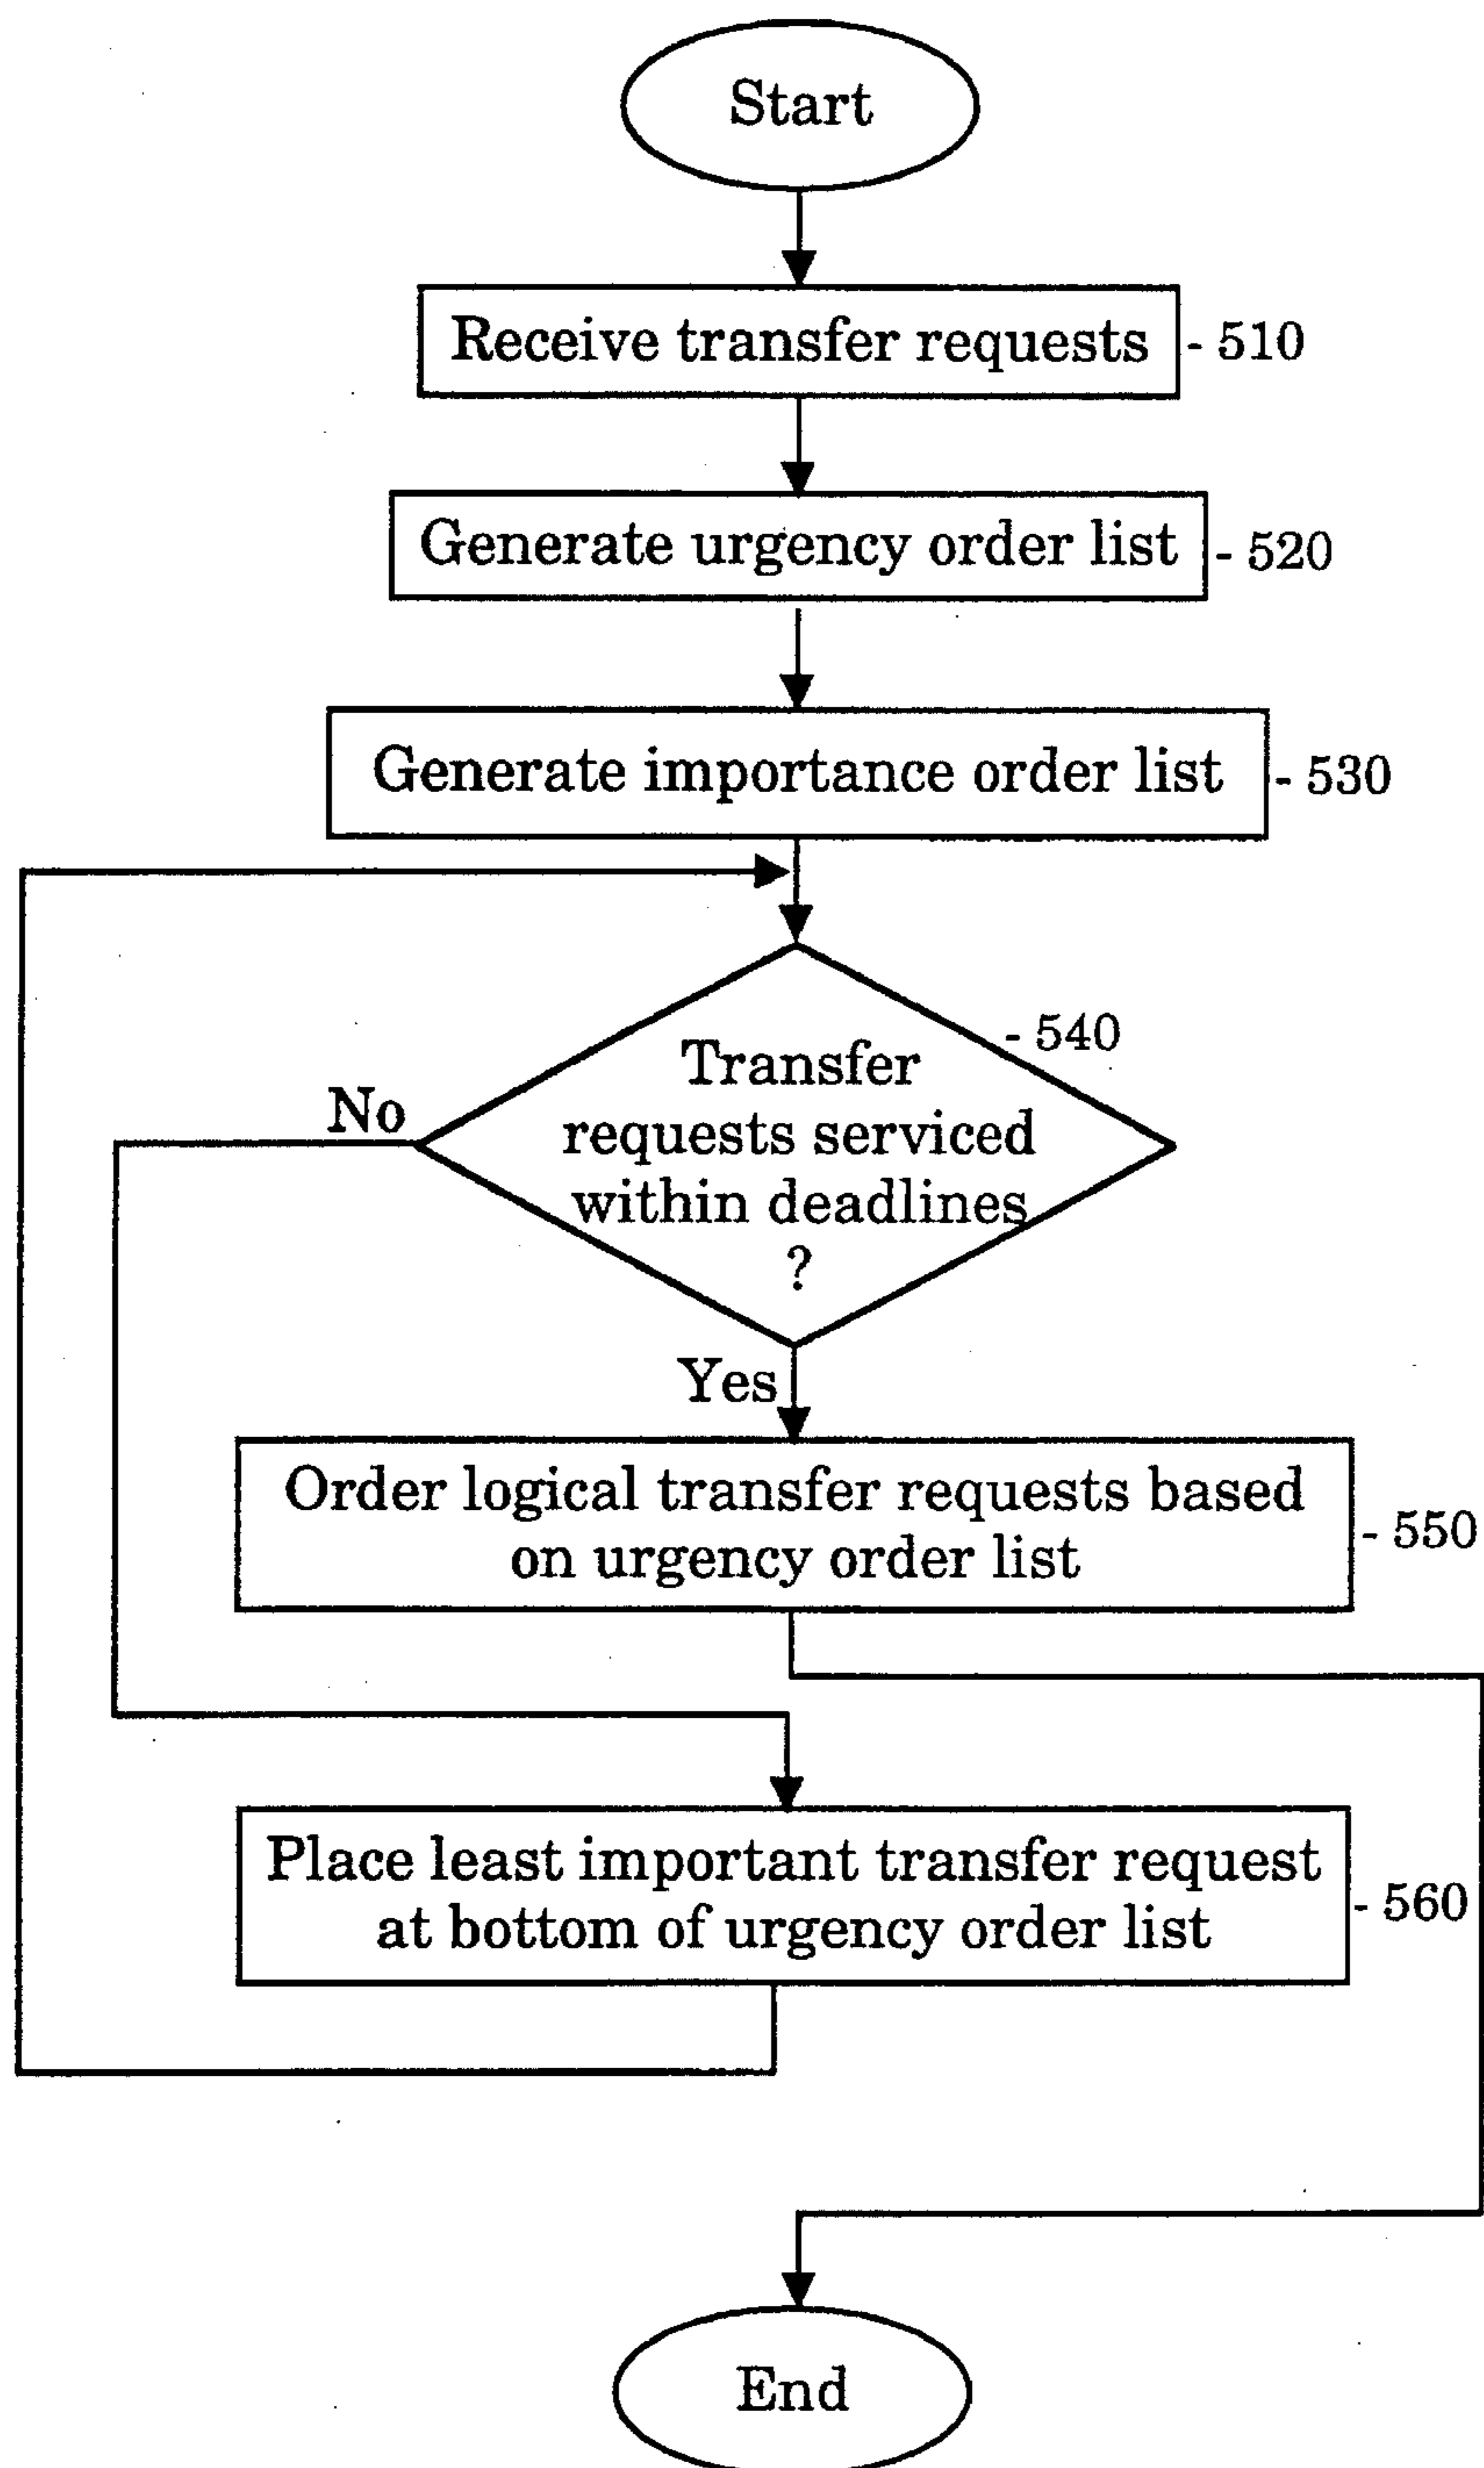 Start
Receive transfer requests - 510
Generate urgency order list - 520
Generate importance order list - 530
- 540
Transfer
requests serviced
within deadlines
?
No
Yes
Order logical transfer requests based
on urgency order list
- 550
Place least important transfer request
at bottom of urgency order list
- 560
End